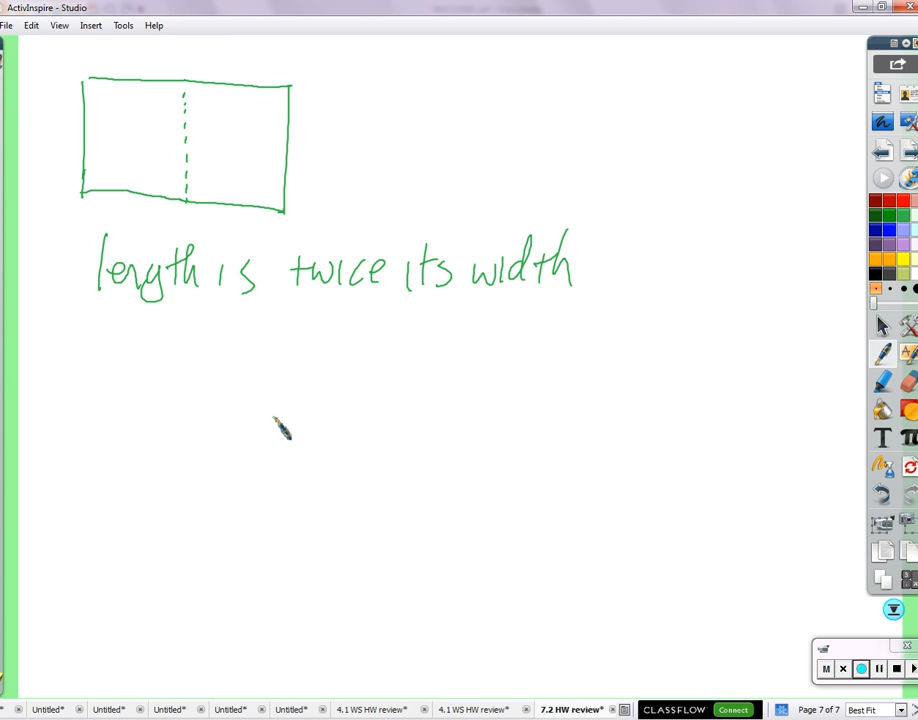 ActivInspire - Studio
File Edit View Insert Tools Help
length is twice its width
Untitled* Untitled* Untitled* Untitled* Untitled* 4.1 WS HW review* 4.1 WS HW review* 7.2 HW review* CLASSFLOW Connect Page 7 of 7 Best Fit